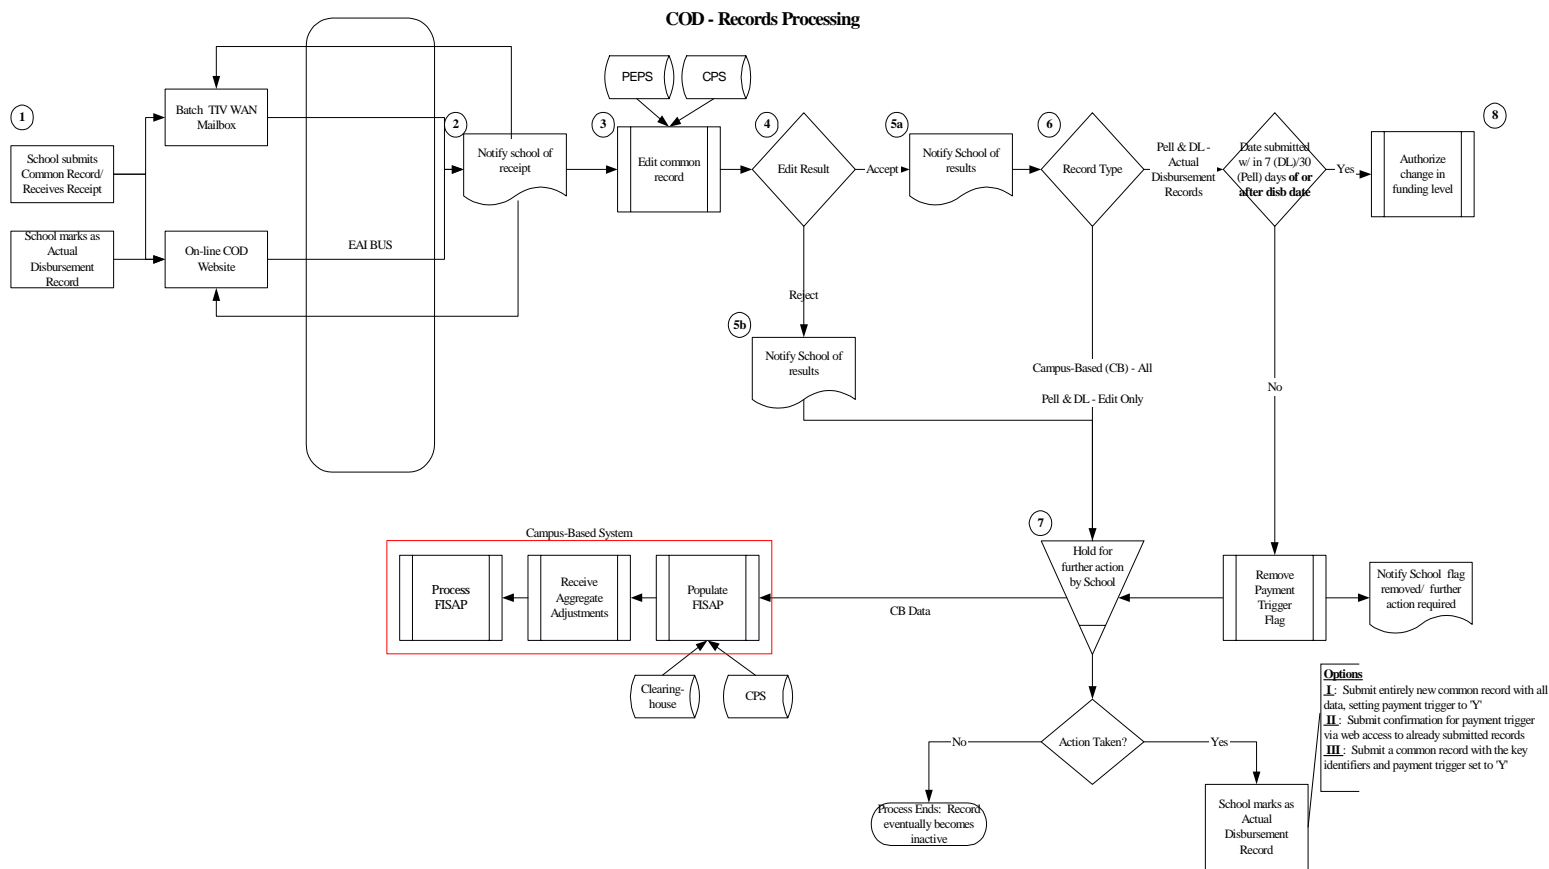 COD - Records Processing
PEPS
CPS
1
Batch TIV WAN
Mailbox
2
3
4
5a
6
8
School submits
Common Record/
Receives Receipt
Notify school of
receipt
Edit common
record
Edit Result
Accept
Notify School of
results
Record Type
Pell & DL -
Actual
Disbursement
Records
Date submitted
w/ in 7 (DL)/30
(Pell) days of or
after disb date
Yes
Authorize
change in
funding level
School marks as
Actual
Disbursement
Record
On-line COD
Website
EAI BUS
Reject
5b
Notify School of
results
Campus-Based (CB) - All
Pell & DL - Edit Only
No
7
Campus-Based System
Process
FISAP
Receive
Aggregate
Adjustments
Populate
FISAP
CB Data
Hold for
further action
by School
Remove
Payment
Trigger
Flag
Notify School flag
removed/ further
action required
Clearing-
house
CPS
Options
I: Submit entirely new common record with all
data, setting payment trigger to 'Y'
II: Submit confirmation for payment trigger
via web access to already submitted records
III: Submit a common record with the key
identifiers and payment trigger set to 'Y'
No
Action Taken?
Yes
Process Ends: Record
eventually becomes
inactive
School marks as
Actual
Disbursement
Record